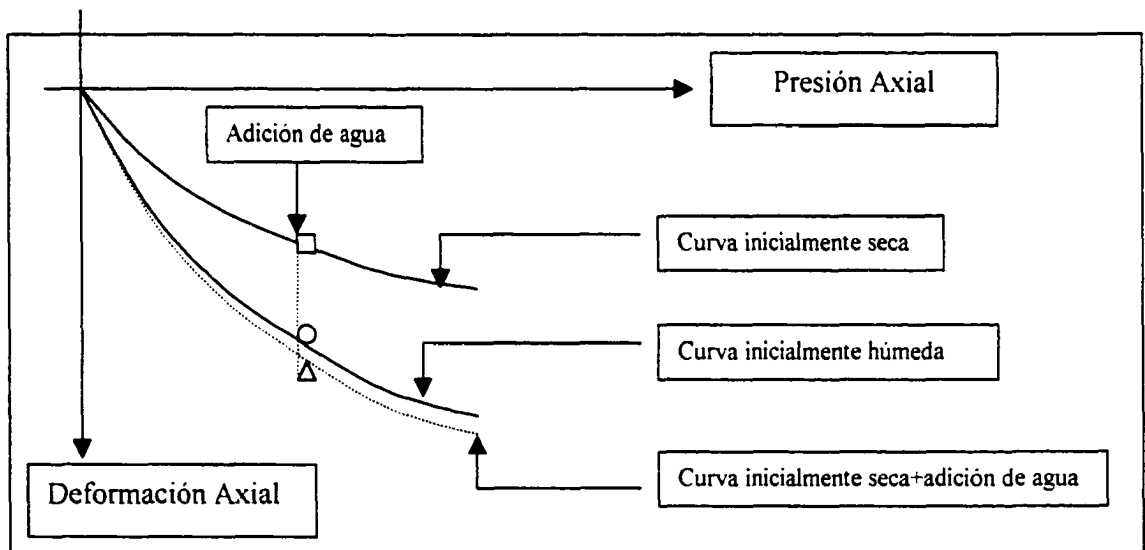 Presión Axial
Adición de agua
Curva inicialmente seca
Curva inicialmente húmeda
Curva inicialmente seca+adición de agua
Deformación Axial